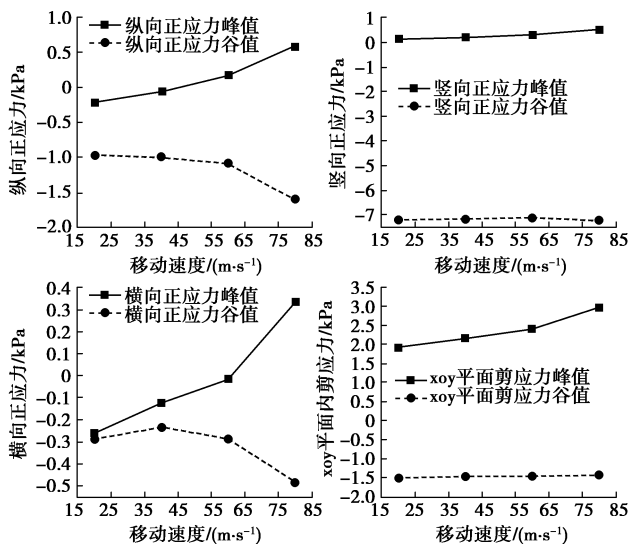 1.0
0.5
0
−0.5
−1.0
−1.5
−2.0
纵向正应力/kPa
纵向正应力峰值
纵向正应力谷值
15 25 35 45 55 65 75 85
移动速度/(m·s⁻¹)
1
0
−1
−2
−3
−4
−5
−6
−7
竖向正应力/kPa
竖向正应力峰值
竖向正应力谷值
15 25 35 45 55 65 75 85
移动速度/(m·s⁻¹)
0.4
0.3
0.2
0.1
0
−0.1
−0.2
−0.3
−0.4
−0.5
横向正应力/kPa
横向正应力峰值
横向正应力谷值
15 25 35 45 55 65 75 85
移动速度/(m·s⁻¹)
3.5
3.0
2.5
2.0
1.5
1.0
0.5
0
−0.5
−1.0
−1.5
−2.0
xoy平面内剪应力/kPa
xoy平面剪应力峰值
xoy平面剪应力谷值
15 25 35 45 55 65 75 85
移动速度/(m·s⁻¹)